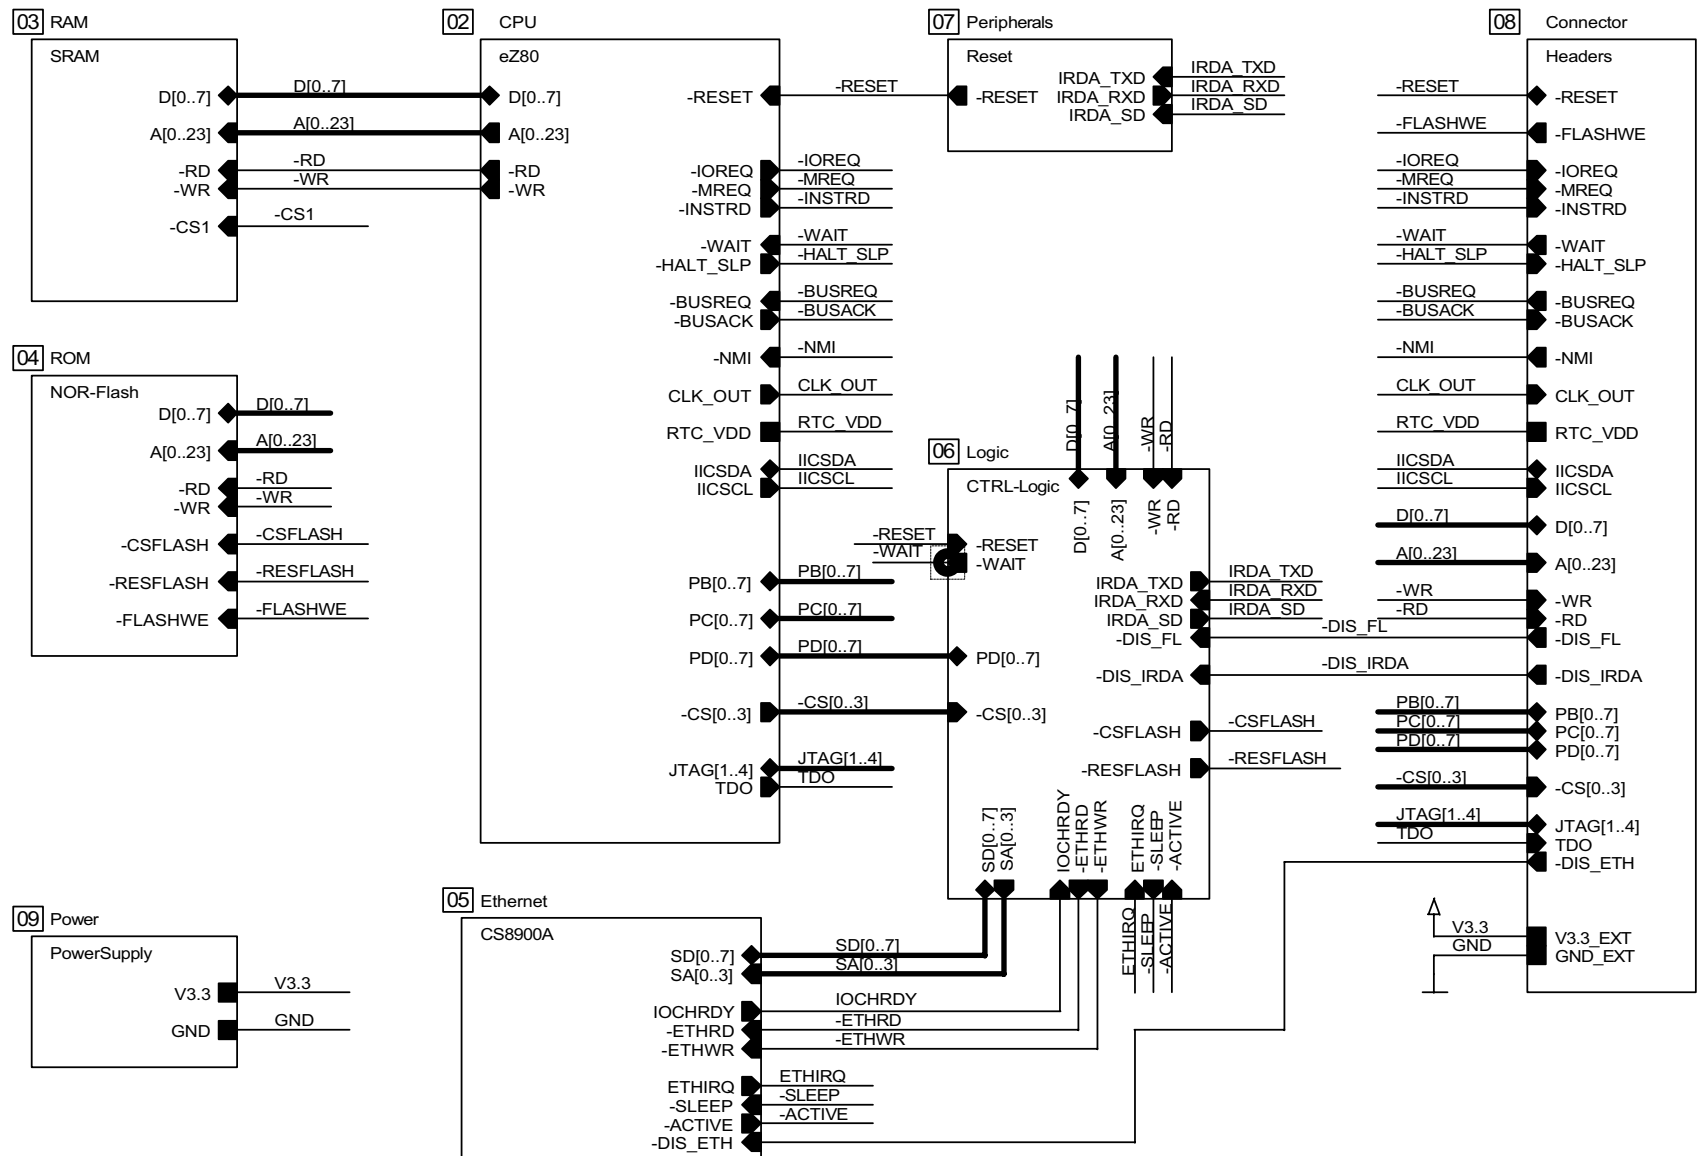 03 RAM
SRAM
D[0..7] D[0..7]
A[0..23] A[0..23]
-RD -RD
-WR -WR
-CS1 -CS1
04 ROM
NOR-Flash
D[0..7] D[0..7]
A[0..23] A[0..23]
-RD -RD
-WR -WR
-CSFLASH -CSFLASH
-RESFLASH -RESFLASH
-FLASHWE -FLASHWE
09 Power
PowerSupply
V3.3 V3.3
GND GND
02 CPU
eZ80
D[0..7]
A[0..23]
-RD
-WR
-RESET -RESET
-IOREQ -IOREQ
-MREQ -MREQ
-INSTRD -INSTRD
-WAIT -WAIT
-HALT_SLP -HALT_SLP
-BUSREQ -BUSREQ
-BUSACK -BUSACK
-NMI -NMI
CLK_OUT CLK_OUT
RTC_VDD RTC_VDD
IICSDA IICSDA
IICSCL IICSCL
PB[0..7] PB[0..7]
PC[0..7] PC[0..7]
PD[0..7] PD[0..7]
-CS[0..3] -CS[0..3]
JTAG[1..4] JTAG[1..4]
TDO TDO
05 Ethernet
CS8900A
SD[0..7] SD[0..7]
SA[0..3] SA[0..3]
IOCHRDY IOCHRDY
-ETHRD -ETHRD
-ETHWR -ETHWR
ETHIRQ ETHIRQ
-SLEEP -SLEEP
-ACTIVE -ACTIVE
-DIS_ETH
07 Peripherals
Reset
-RESET
IRDA_TXD IRDA_TXD
IRDA_RXD IRDA_RXD
IRDA_SD IRDA_SD
06 Logic
CTRL-Logic
D[0..7] D[0..7]
A[0..23] A[0..23]
-WR -WR
-RD -RD
-RESET -RESET
-WAIT -WAIT
PD[0..7]
-CS[0..3]
IRDA_TXD IRDA_TXD
IRDA_RXD IRDA_RXD
IRDA_SD IRDA_SD
-DIS_FL -DIS_FL
-DIS_IRDA -DIS_IRDA
-CSFLASH -CSFLASH
-RESFLASH -RESFLASH
SD[0..7]
SA[0..3]
IOCHRDY
-ETHRD
-ETHWR
ETHIRQ ETHIRQ
-SLEEP -SLEEP
-ACTIVE -ACTIVE
08 Connector
Headers
-RESET -RESET
-FLASHWE -FLASHWE
-IOREQ -IOREQ
-MREQ -MREQ
-INSTRD -INSTRD
-WAIT -WAIT
-HALT_SLP -HALT_SLP
-BUSREQ -BUSREQ
-BUSACK -BUSACK
-NMI -NMI
CLK_OUT CLK_OUT
RTC_VDD RTC_VDD
IICSDA IICSDA
IICSCL IICSCL
D[0..7] D[0..7]
A[0..23] A[0..23]
-WR -WR
-RD -RD
-DIS_FL
-DIS_IRDA
PB[0..7] PB[0..7]
PC[0..7] PC[0..7]
PD[0..7] PD[0..7]
-CS[0..3] -CS[0..3]
JTAG[1..4] JTAG[1..4]
TDO TDO
-DIS_ETH
V3.3 V3.3_EXT
GND GND_EXT